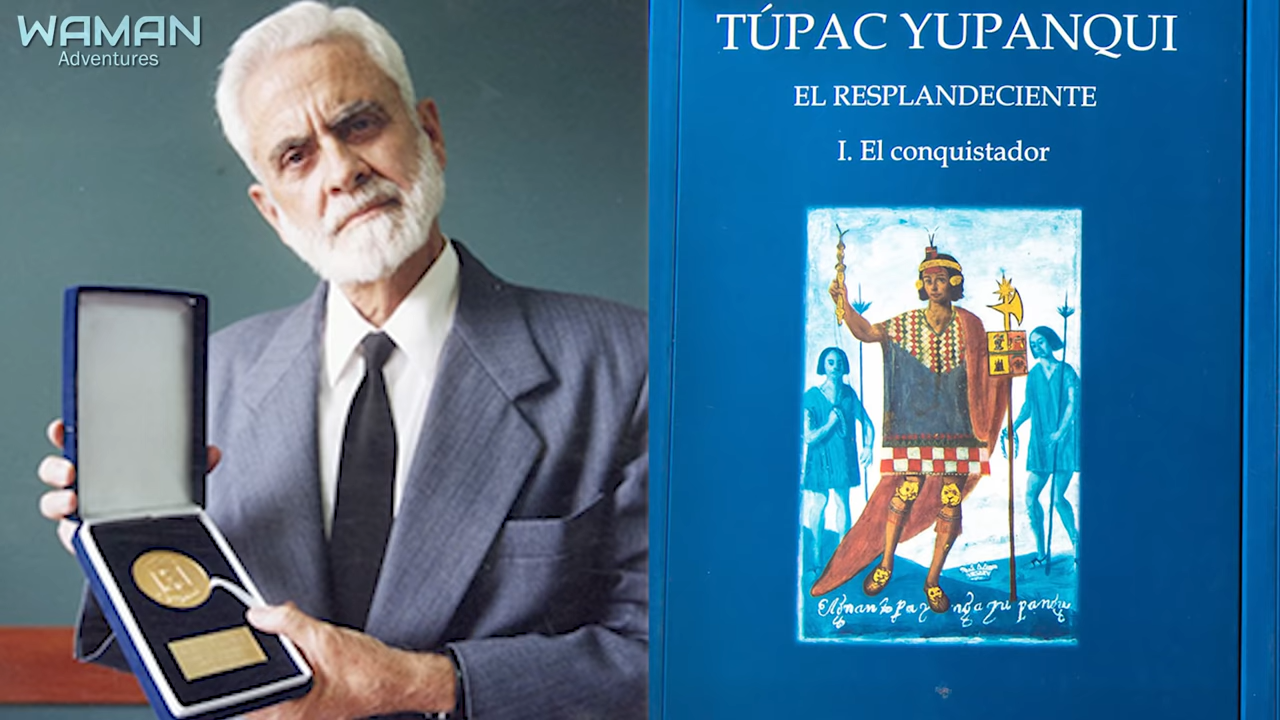 WAMAN
Adventures
TÚPAC YUPANQUI
EL RESPLANDECIENTE
I. El conquistador